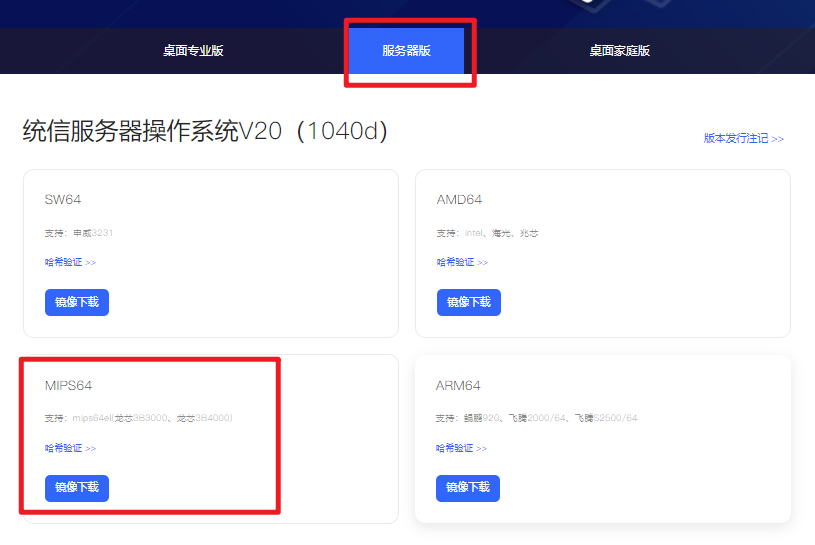 桌面专业版 服务器版 桌面家庭版
统信服务器操作系统V20（1040d）
版本发行注记 >>
SW64
支持：申威3231
哈希验证 >>
镜像下载
AMD64
支持：intel、海光、兆芯
哈希验证 >>
镜像下载
MIPS64
支持：mips64el(龙芯3B3000、龙芯3B4000)
哈希验证 >>
镜像下载
ARM64
支持：鲲鹏920、飞腾2000/64、飞腾S2500/64
哈希验证 >>
镜像下载